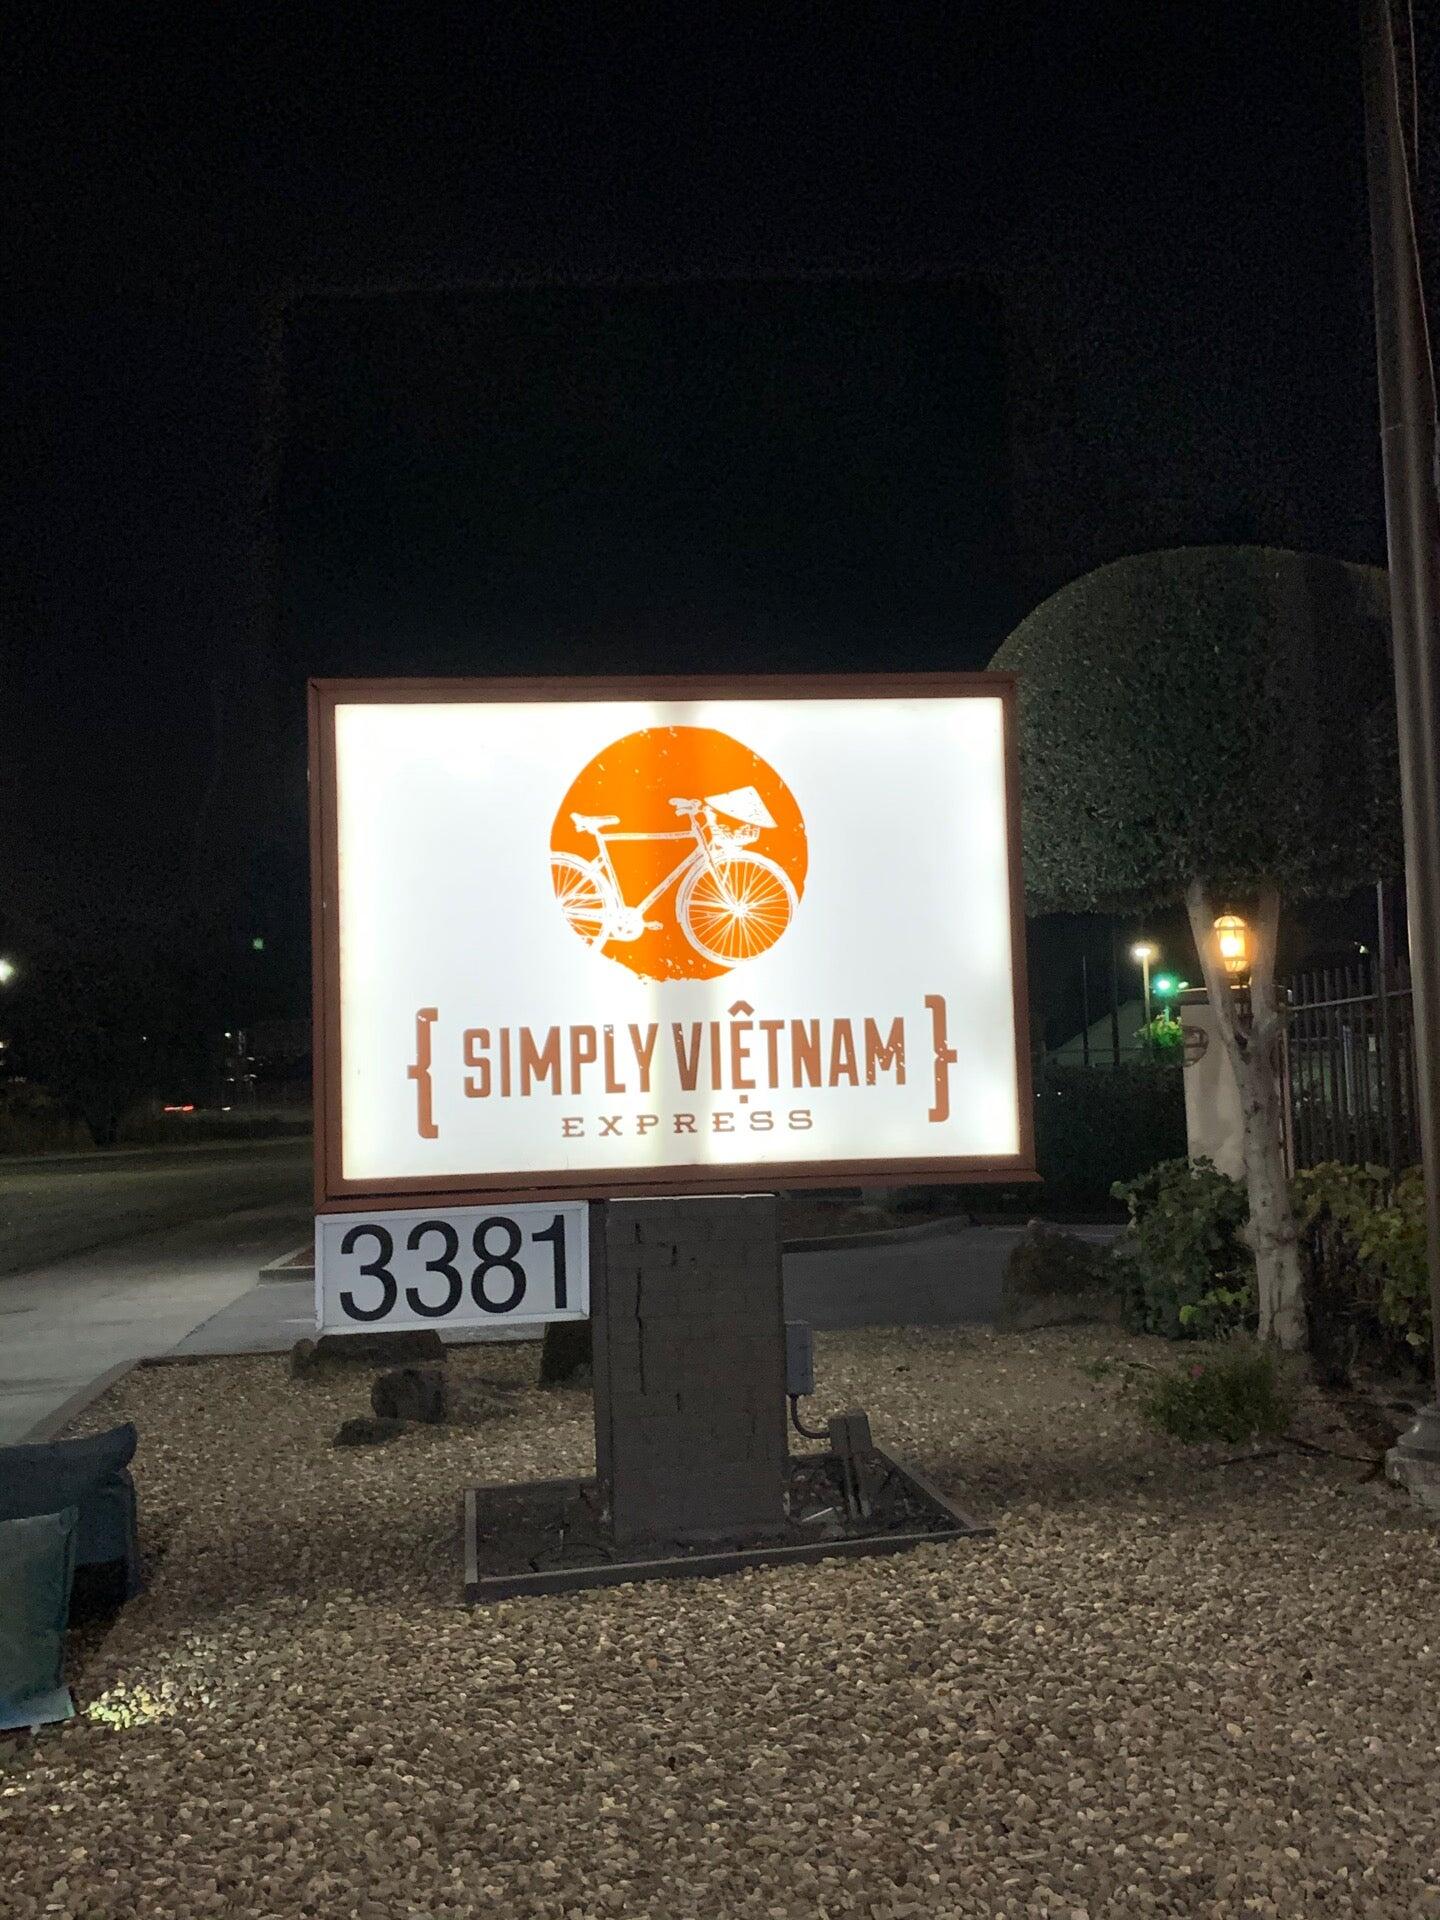 { SIMPLY VIỆTNAM }
EXPRESS
3381